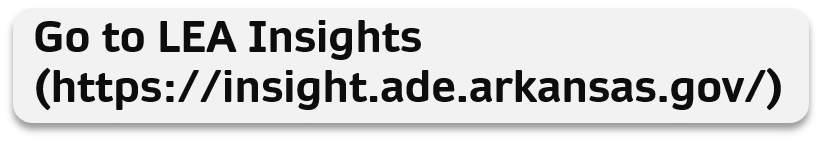 Go to LEA Insights
(https://insight.ade.arkansas.gov/)